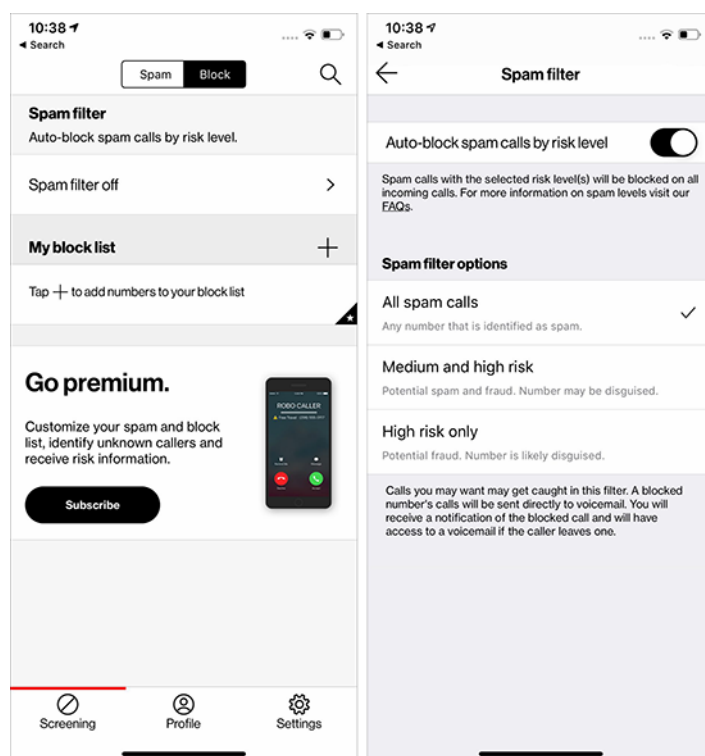 10:38
Search
Spam
Block
Spam filter
Auto-block spam calls by risk level.
Spam filter off
My block list
Tap + to add numbers to your block list
Go premium.
Customize your spam and block
list, identify unknown callers and
receive risk information.
Subscribe
ROBO CALLER
Screening
Profile
Settings
10:38
Search
Spam filter
Auto-block spam calls by risk level
Spam calls with the selected risk level(s) will be blocked on all
incoming calls. For more information on spam levels visit our
FAQs.
Spam filter options
All spam calls
Any number that is identified as spam.
Medium and high risk
Potential spam and fraud. Number may be disguised.
High risk only
Potential fraud. Number is likely disguised.
Calls you may want may get caught in this filter. A blocked
number's calls will be sent directly to voicemail. You will
receive a notification of the blocked call and will have
access to a voicemail if the caller leaves one.